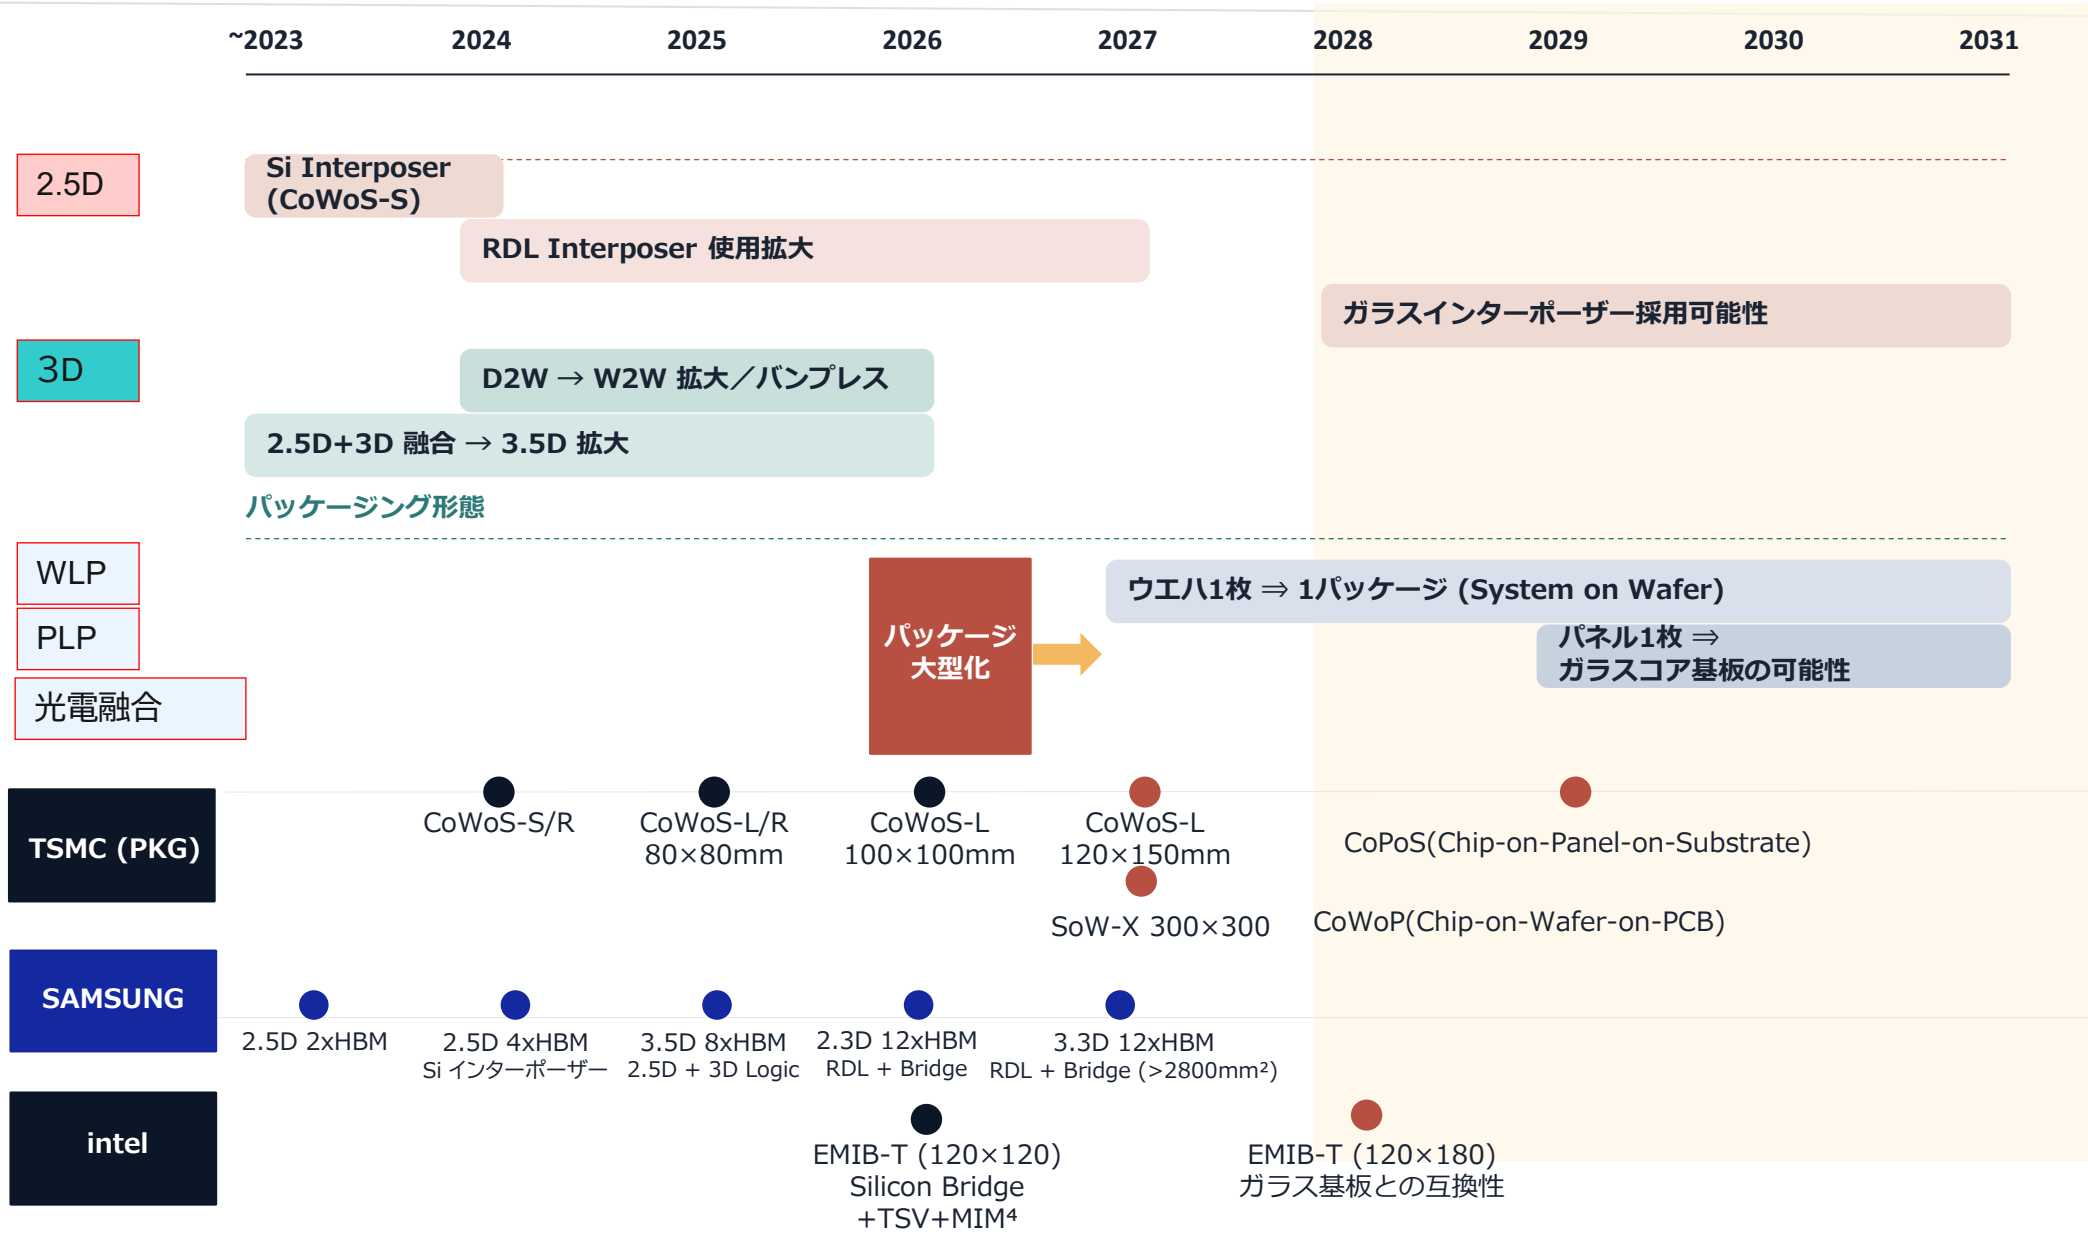 ~2023 2024 2025 2026 2027 2028 2029 2030 2031
2.5D
Si Interposer
(CoWoS-S)
RDL Interposer 使用拡大
ガラスインターポーザー採用可能性
3D
D2W → W2W 拡大／バンプレス
2.5D+3D 融合 → 3.5D 拡大
パッケージング形態
WLP
PLP
光電融合
パッケージ
大型化
ウエハ1枚 ⇒ 1パッケージ (System on Wafer)
パネル1枚 ⇒
ガラスコア基板の可能性
TSMC (PKG)
CoWoS-S/R
CoWoS-L/R
80×80mm
CoWoS-L
100×100mm
CoWoS-L
120×150mm
SoW-X 300×300
CoPoS(Chip-on-Panel-on-Substrate)
CoWoP(Chip-on-Wafer-on-PCB)
SAMSUNG
2.5D 2xHBM
2.5D 4xHBM
Si インターポーザー
3.5D 8xHBM
2.5D + 3D Logic
2.3D 12xHBM
RDL + Bridge
3.3D 12xHBM
RDL + Bridge (>2800mm²)
intel
EMIB-T (120×120)
Silicon Bridge
+TSV+MIM⁴
EMIB-T (120×180)
ガラス基板との互換性